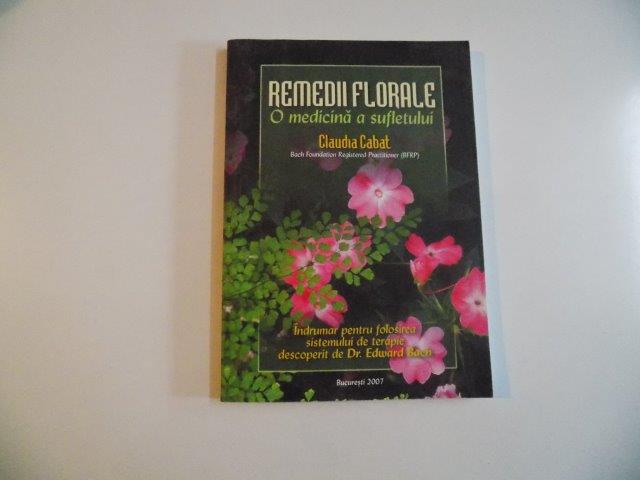 REMEDII FLORALE
O medicină a sufletului
Claudia Cabat
Bach Foundation Registered Practitioner (BFRP)
Îndrumar pentru folosirea
sistemului de terapie
descoperit de Dr. Edward Bach
București 2007